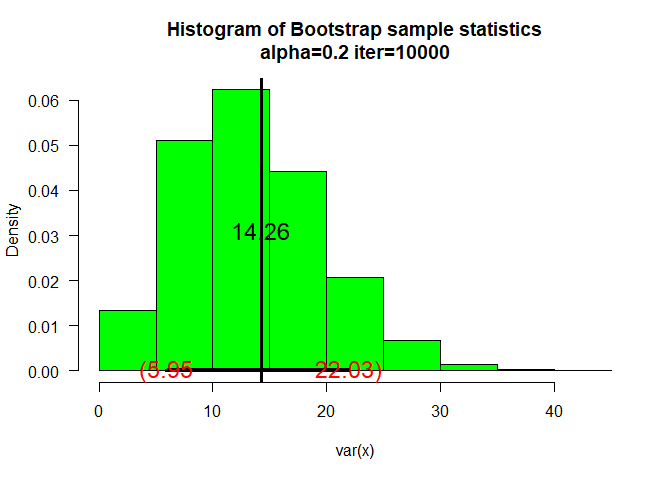 Histogram of Bootstrap sample statistics
alpha=0.2 iter=10000
Density
0.06
0.05
0.04
0.03
0.02
0.01
0.00
14.26
(5.95
22.03)
0 10 20 30 40
var(x)